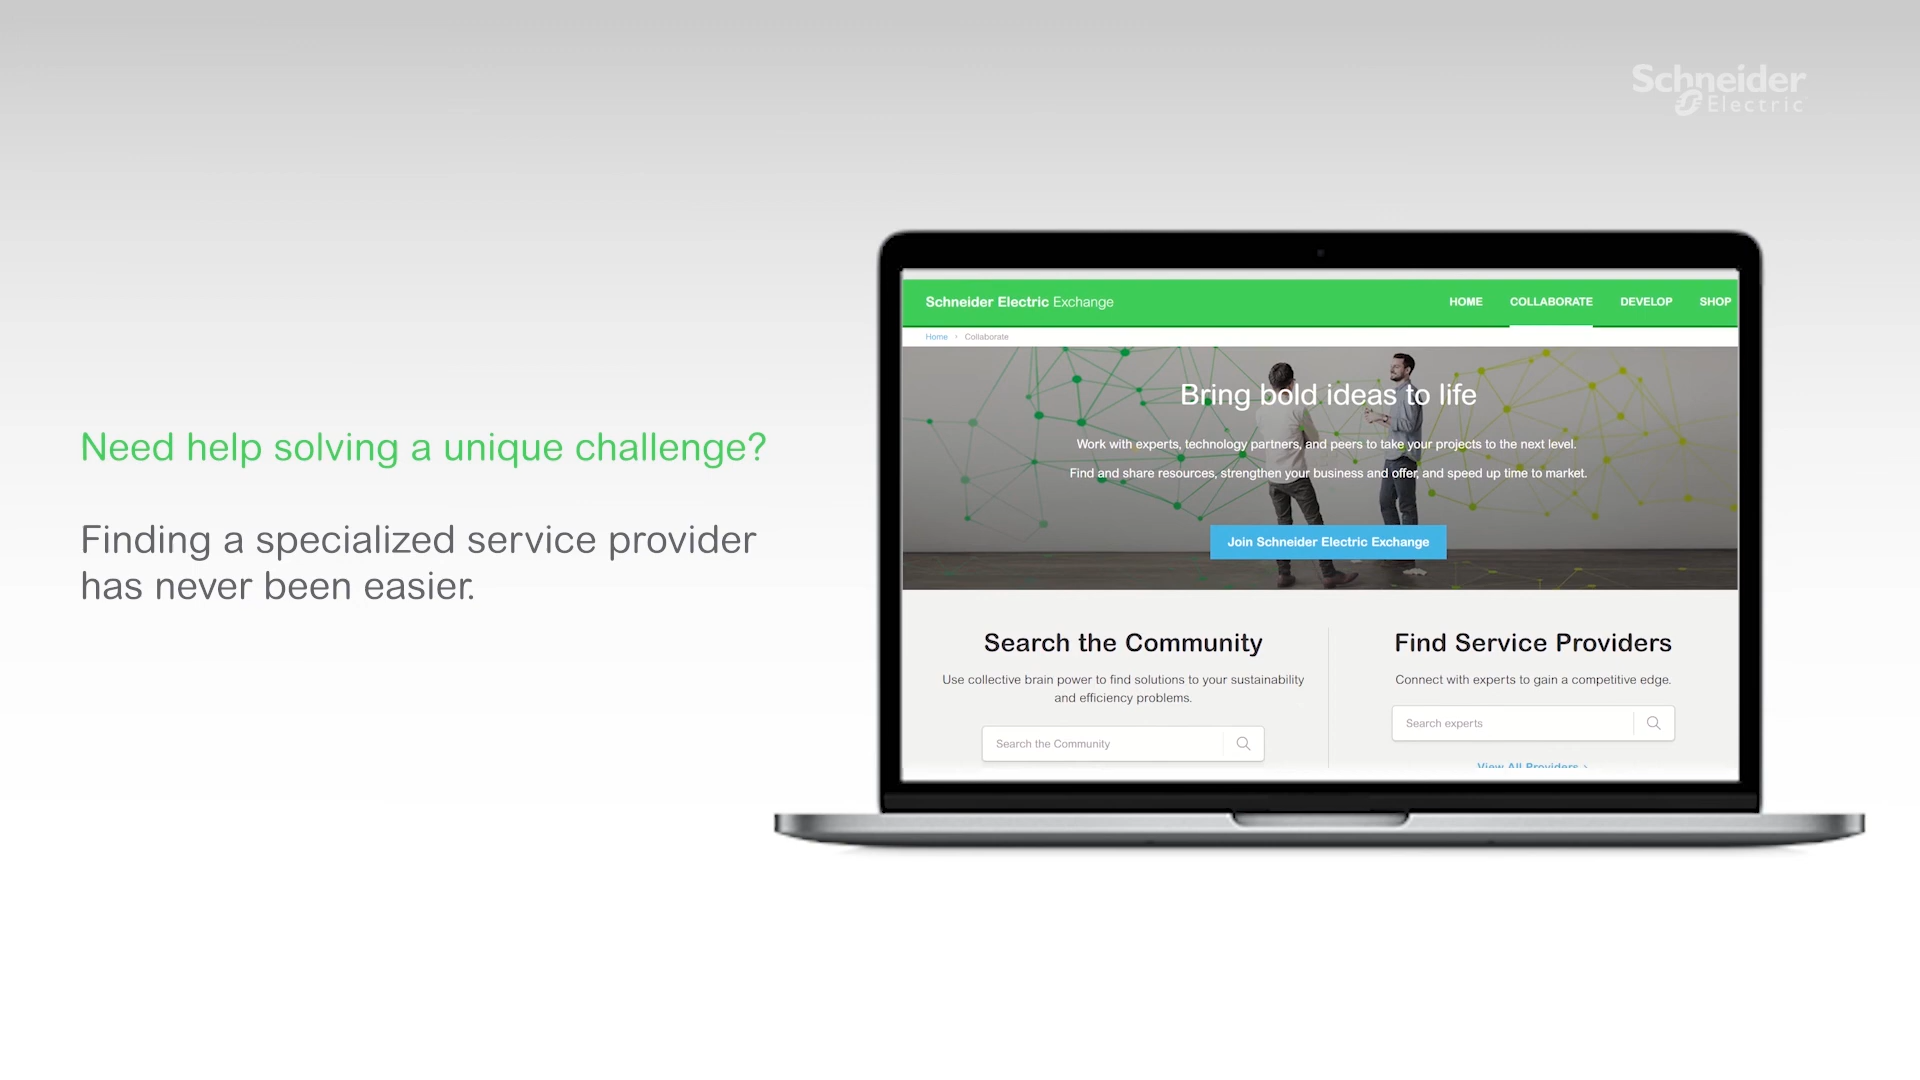 Schneider
Electric
Need help solving a unique challenge?
Finding a specialized service provider
has never been easier.
Schneider Electric Exchange
HOME COLLABORATE DEVELOP SHOP
Home > Collaborate
Bring bold ideas to life
Work with experts, technology partners, and peers to take your projects to the next level.
Find and share resources, strengthen your business and offer, and speed up time to market.
Join Schneider Electric Exchange
Search the Community
Use collective brain power to find solutions to your sustainability
and efficiency problems.
Search the Community
Find Service Providers
Connect with experts to gain a competitive edge.
Search experts
View All Providers >